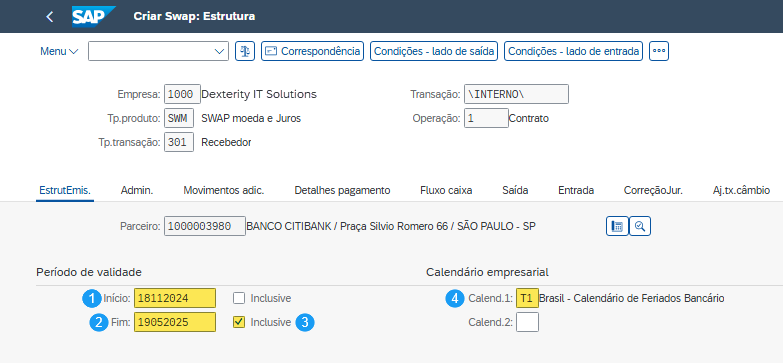 SAP Criar Swap: Estrutura
Menu Correspondência Condições - lado de saída Condições - lado de entrada
Empresa: 1000 Dexterity IT Solutions Transação: \INTERNO\
Tp.produto: SWM SWAP moeda e Juros Operação: 1 Contrato
Tp.transação: 301 Recebedor
EstrutEmis. Admin. Movimentos adic. Detalhes pagamento Fluxo caixa Saída Entrada CorreçãoJur. Aj.tx.câmbio
Parceiro: 1000003980 BANCO CITIBANK / Praça Silvio Romero 66 / SÃO PAULO - SP
Período de validade Calendário empresarial
1 Início: 18112024 Inclusive 4 Calend.1: T1 Brasil - Calendário de Feriados Bancário
2 Fim: 19052025 Inclusive 3 Calend.2: